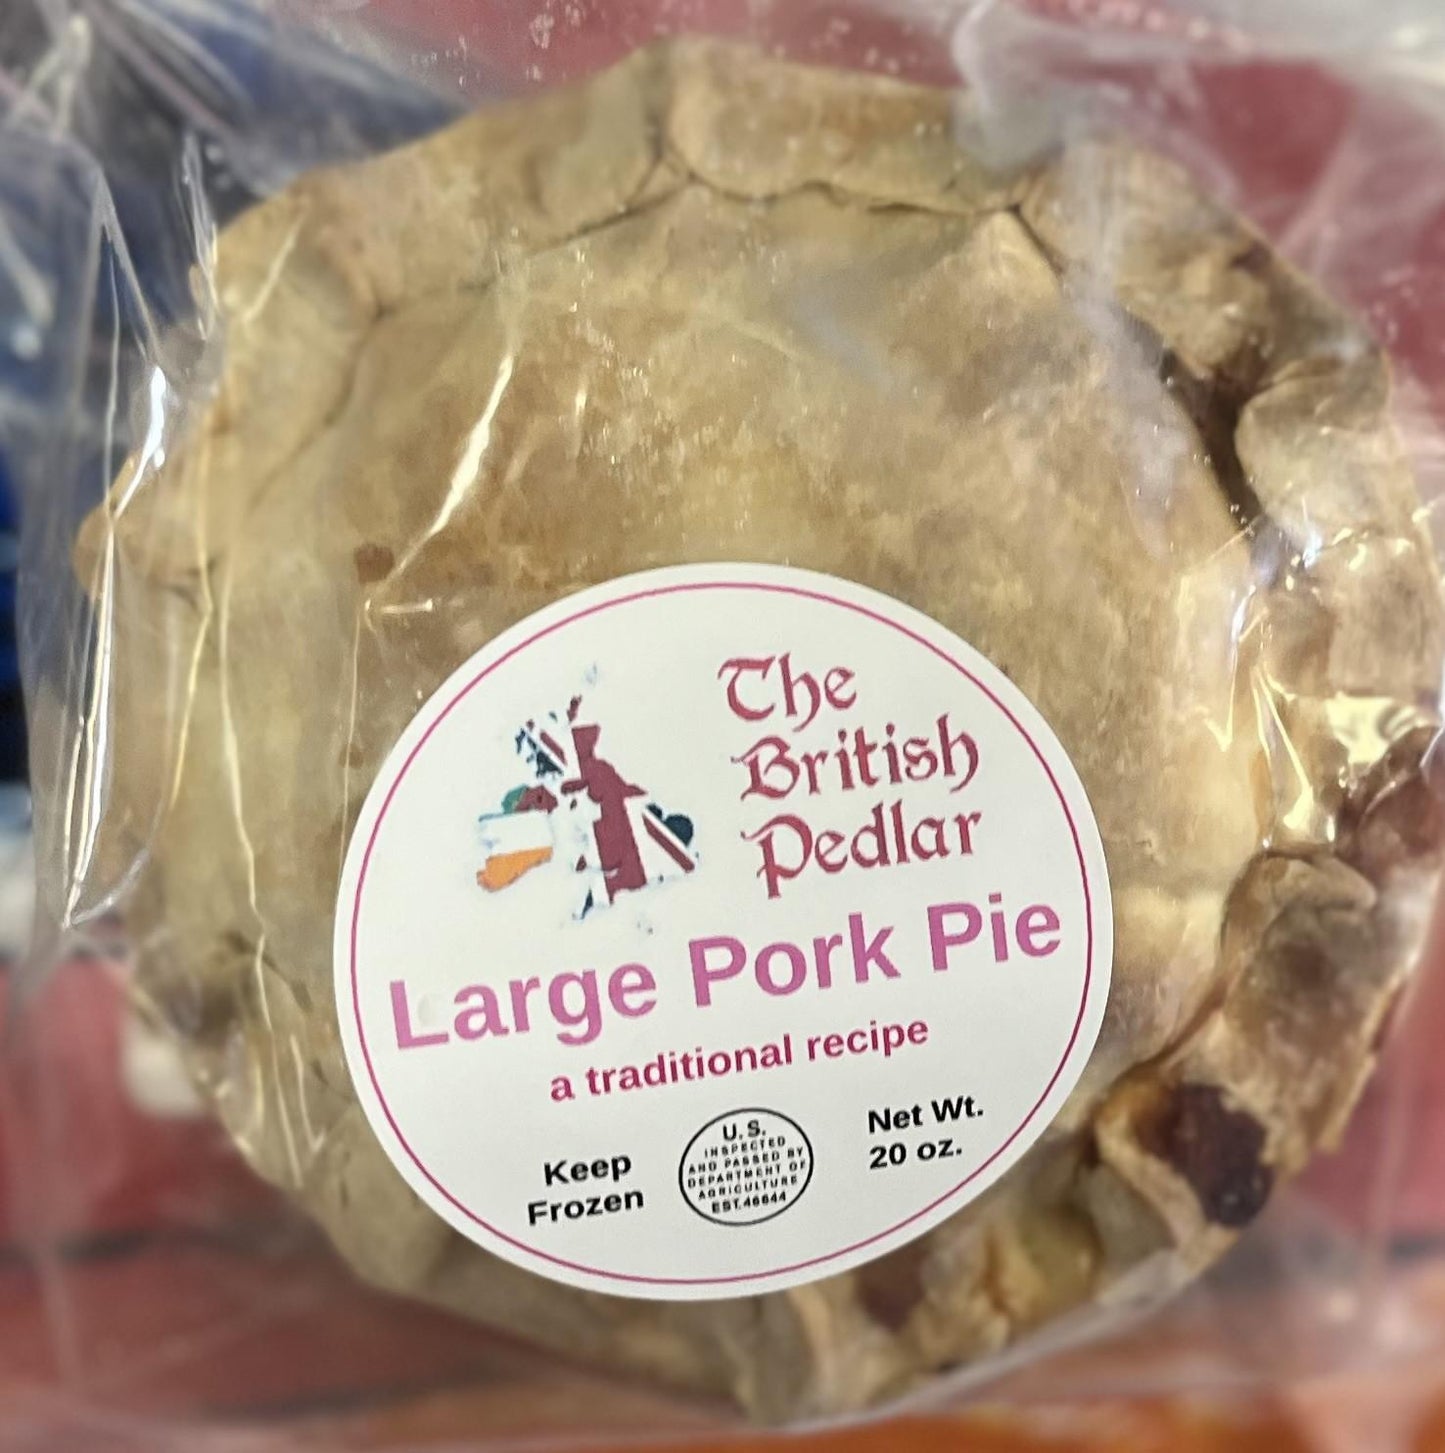 The
British
Pedlar
Large Pork Pie
a traditional recipe
Keep
Frozen
U.S.
INSPECTED
AND PASSED BY
DEPARTMENT OF
AGRICULTURE
EST.46644
Net Wt.
20 oz.